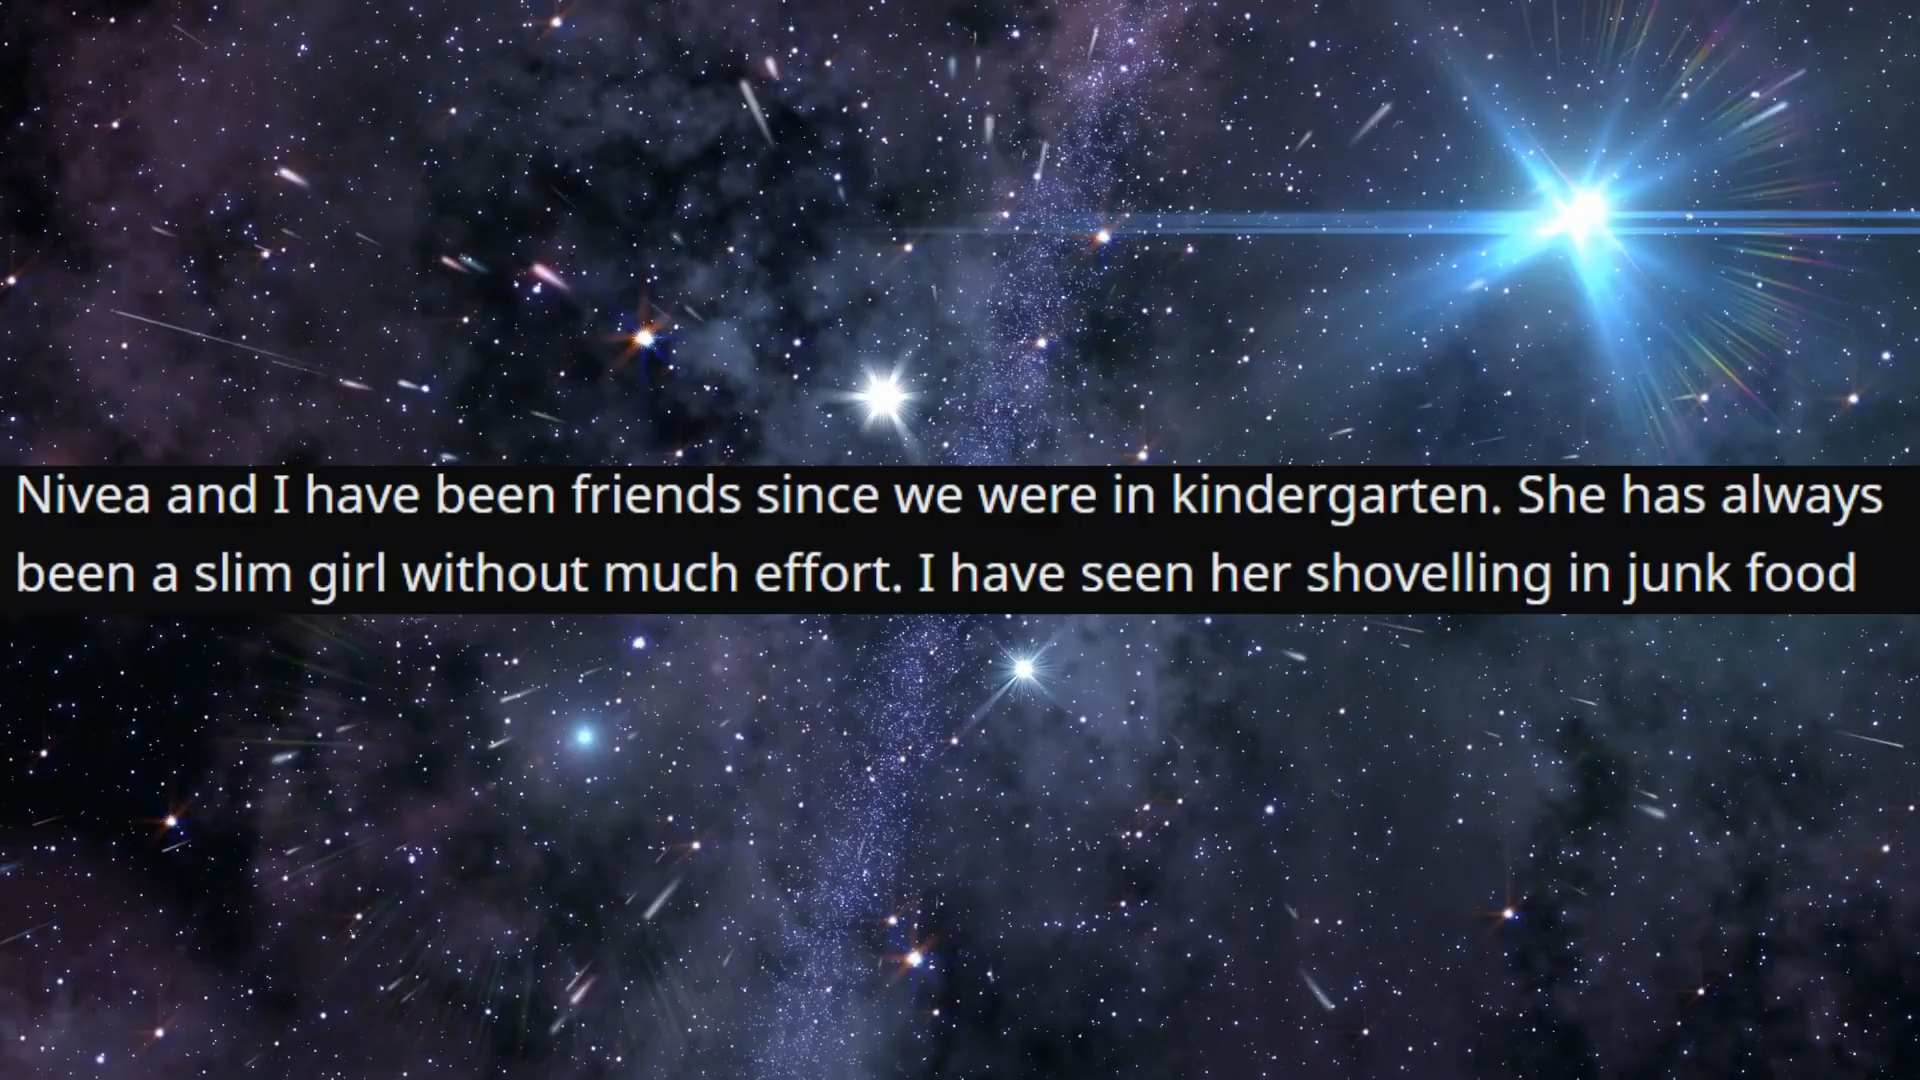 Nivea and I have been friends since we were in kindergarten. She has always
been a slim girl without much effort. I have seen her shovelling in junk food